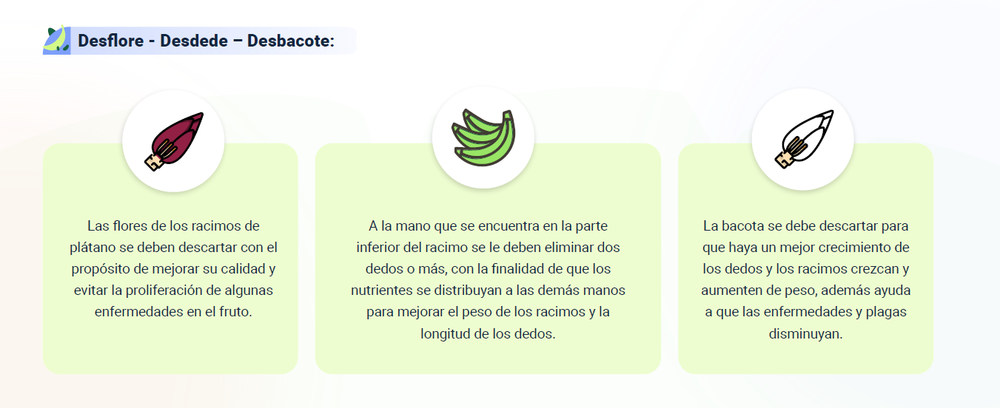 Desflore - Desdede – Desbacote:
Las flores de los racimos de
plátano se deben descartar con el
propósito de mejorar su calidad y
evitar la proliferación de algunas
enfermedades en el fruto.
A la mano que se encuentra en la parte
inferior del racimo se le deben eliminar dos
dedos o más, con la finalidad de que los
nutrientes se distribuyan a las demás manos
para mejorar el peso de los racimos y la
longitud de los dedos.
La bacota se debe descartar para
que haya un mejor crecimiento de
los dedos y los racimos crezcan y
aumenten de peso, además ayuda
a que las enfermedades y plagas
disminuyan.